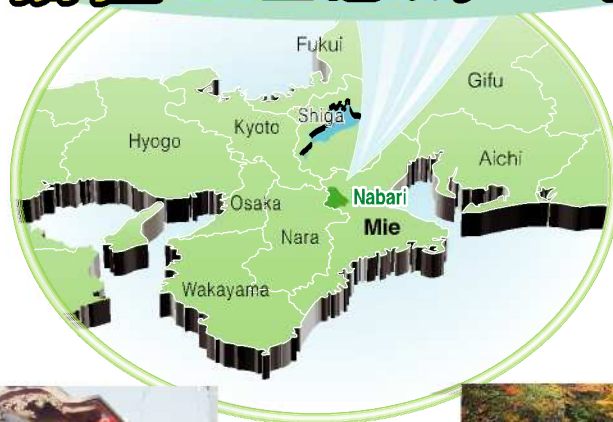 Fukui
Gifu
Shiga
Kyoto
Hyogo
Aichi
Nabari
Osaka
Mie
Nara
Wakayama